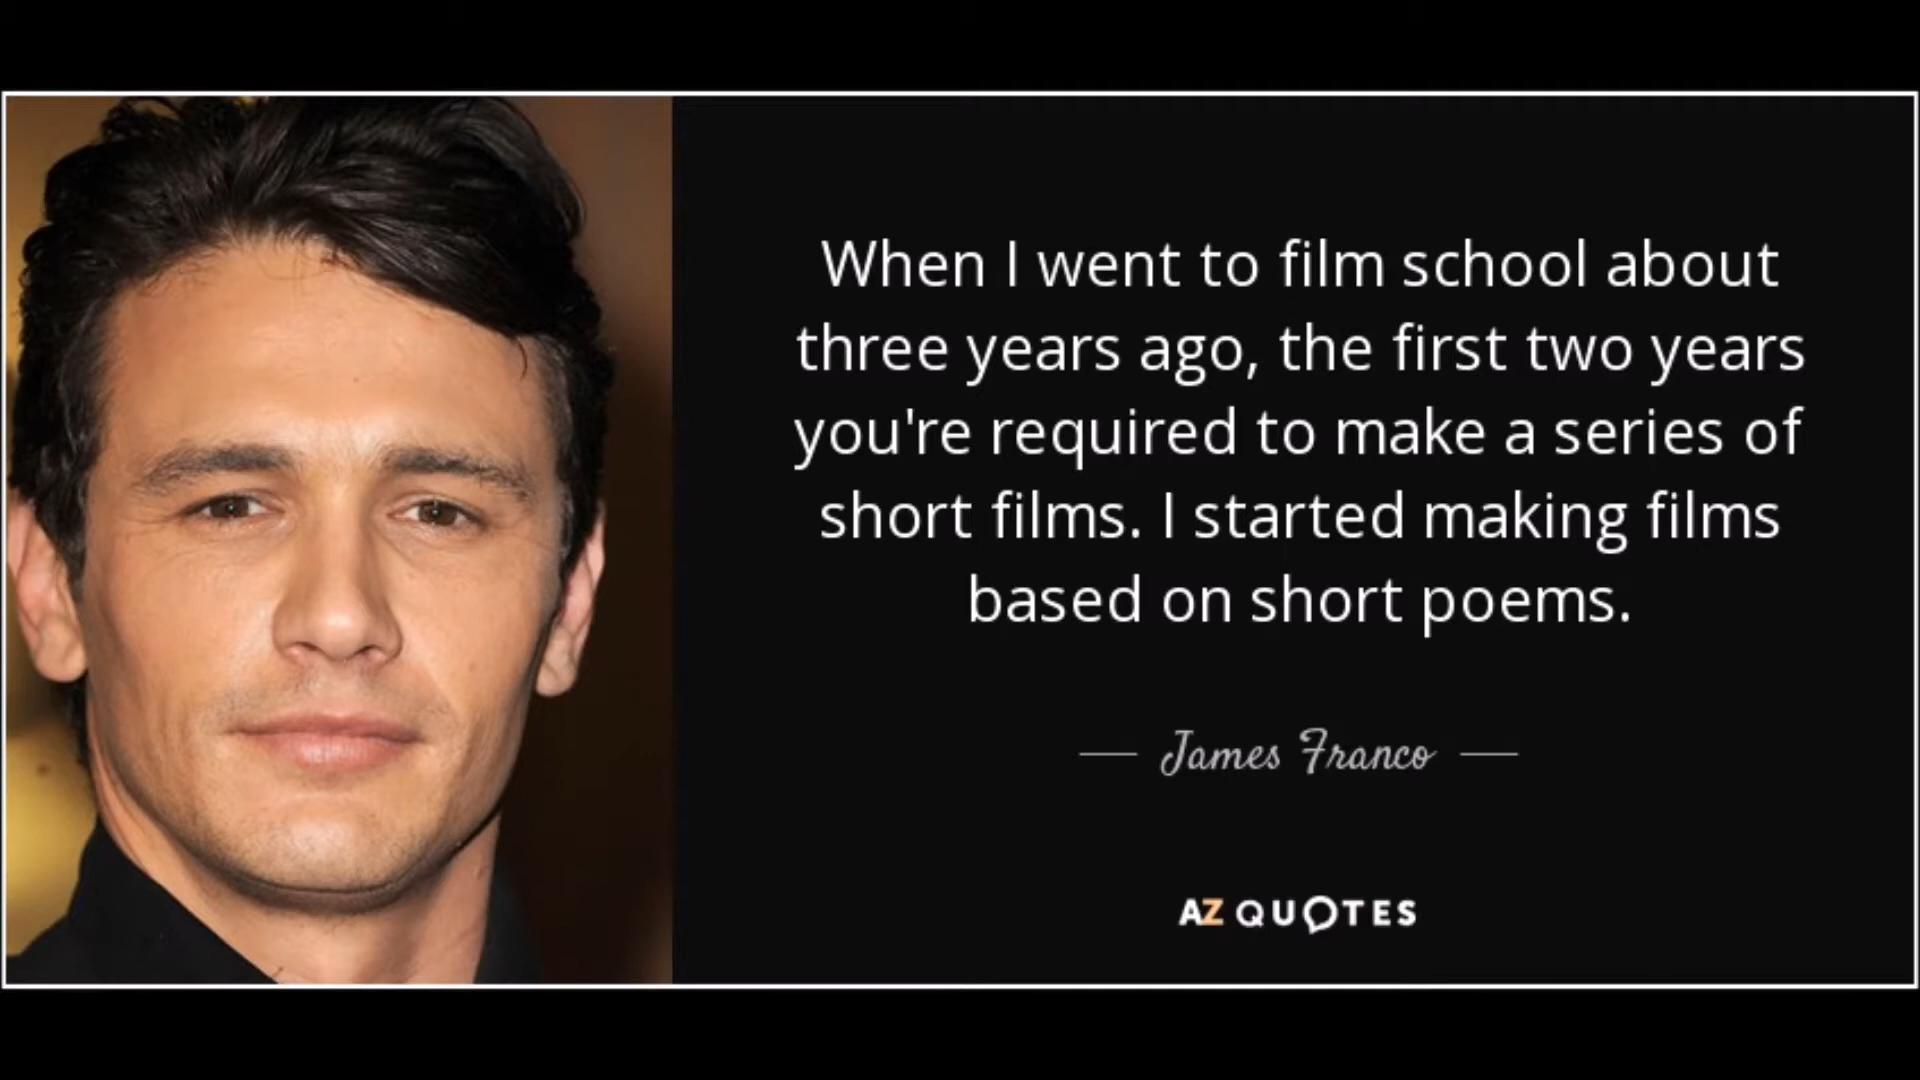 When I went to film school about
three years ago, the first two years
you're required to make a series of
short films. I started making films
based on short poems.
James Franco
AZ QUOTES